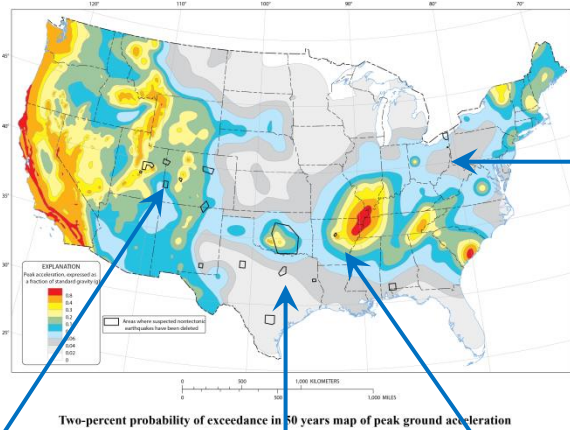 120° 110° 100° 90° 80° 70°
45°
40°
35°
30°
25°
EXPLANATION
Peak acceleration, expressed as
a fraction of standard gravity (g)
0.8
0.4
0.3
0.2
0.06
0.04
0.02
0
Areas where suspected nontectonic
earthquakes have been deleted
0 500 1,000 KILOMETERS
0 500 1,000 MILES
Two-percent probability of exceedance in 50 years map of peak ground acceleration